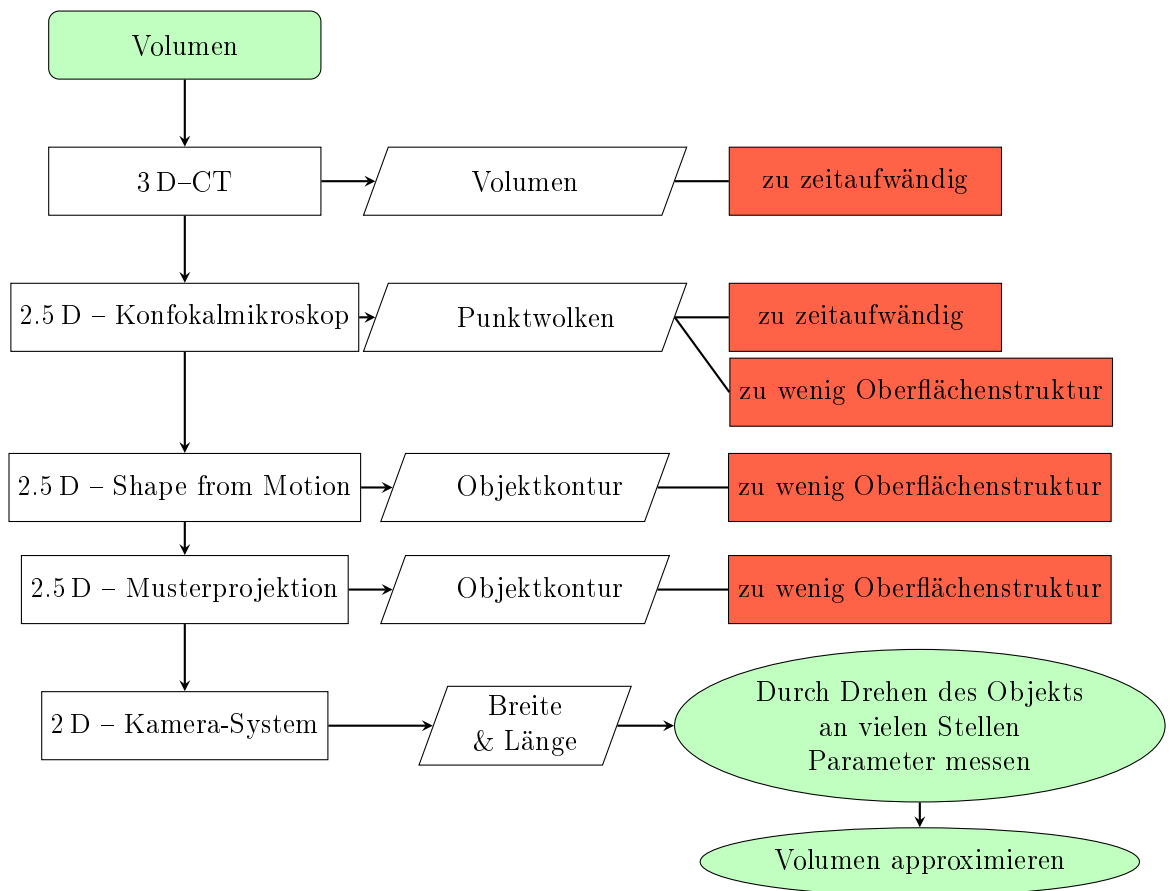 Volumen
3 D–CT
Volumen
zu zeitaufwändig
2.5 D – Konfokalmikroskop
Punktwolken
zu zeitaufwändig
zu wenig Oberflächenstruktur
2.5 D – Shape from Motion
Objektkontur
zu wenig Oberflächenstruktur
2.5 D – Musterprojektion
Objektkontur
zu wenig Oberflächenstruktur
2 D – Kamera-System
Breite
& Länge
Durch Drehen des Objekts
an vielen Stellen
Parameter messen
Volumen approximieren